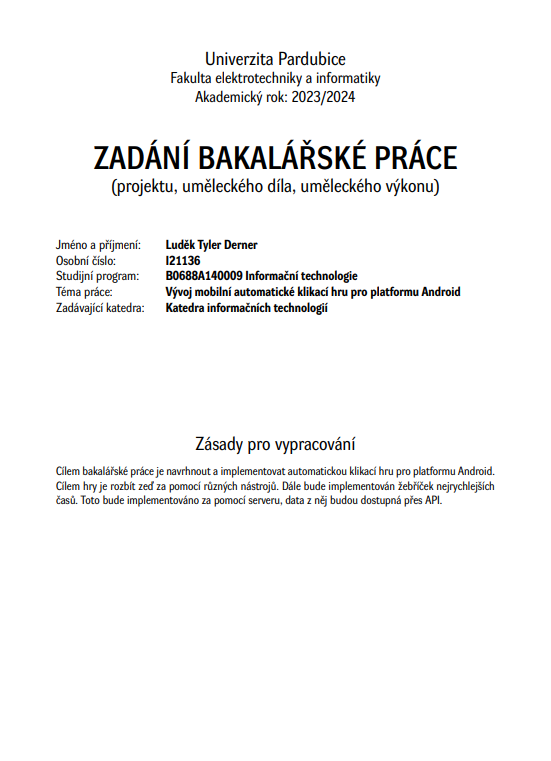 Univerzita Pardubice
Fakulta elektrotechniky a informatiky
Akademický rok: 2023/2024
ZADÁNÍ BAKALÁŘSKÉ PRÁCE
(projektu, uměleckého díla, uměleckého výkonu)
Jméno a příjmení: Luděk Tyler Derner
Osobní číslo: I21136
Studijní program: B0688A140009 Informační technologie
Téma práce: Vývoj mobilní automatické klikací hru pro platformu Android
Zadávající katedra: Katedra informačních technologií
Zásady pro vypracování
Cílem bakalářské práce je navrhnout a implementovat automatickou klikací hru pro platformu Android.
Cílem hry je rozbít zeď za pomocí různých nástrojů. Dále bude implementován žebříček nejrychlejších
časů. Toto bude implementováno za pomocí serveru, data z něj budou dostupná přes API.